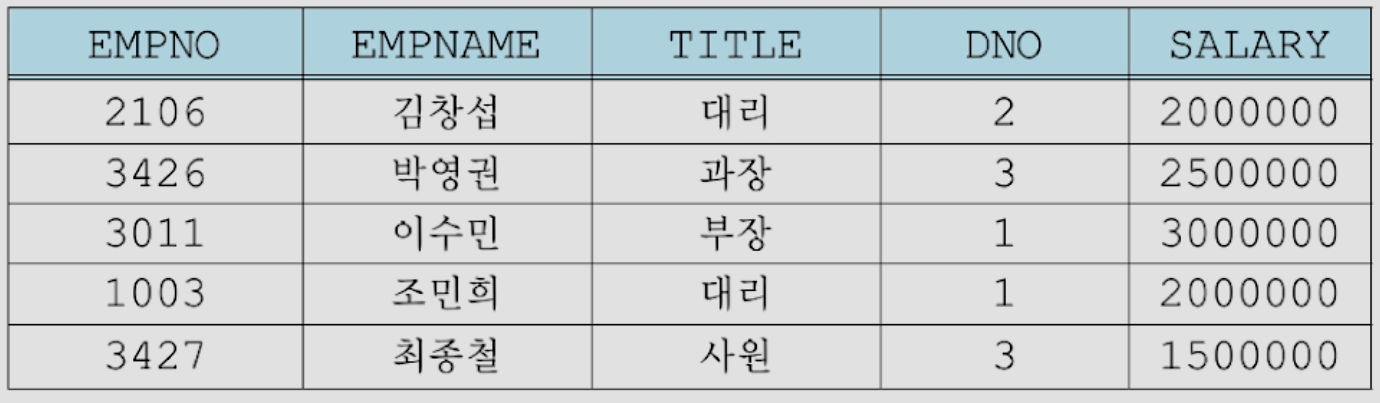 EMPNO EMPNAME TITLE DNO SALARY
2106 김창섭 대리 2 2000000
3426 박영권 과장 3 2500000
3011 이수민 부장 1 3000000
1003 조민희 대리 1 2000000
3427 최종철 사원 3 1500000